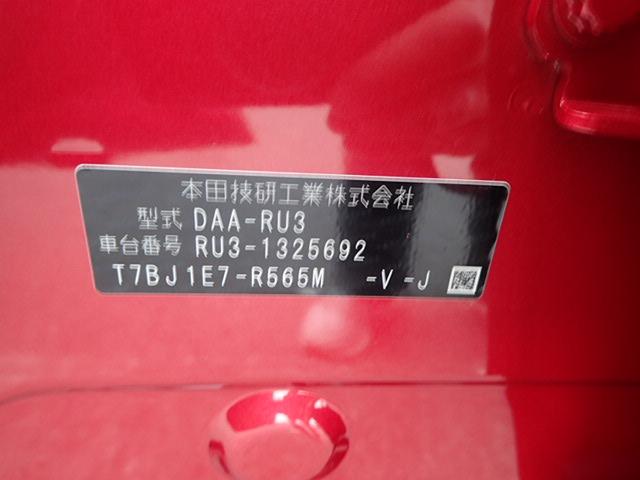 本田技研工業株式会社
型式 DAA-RU3
車台番号 RU3-1325692
T7BJ1E7-R565M -V -J